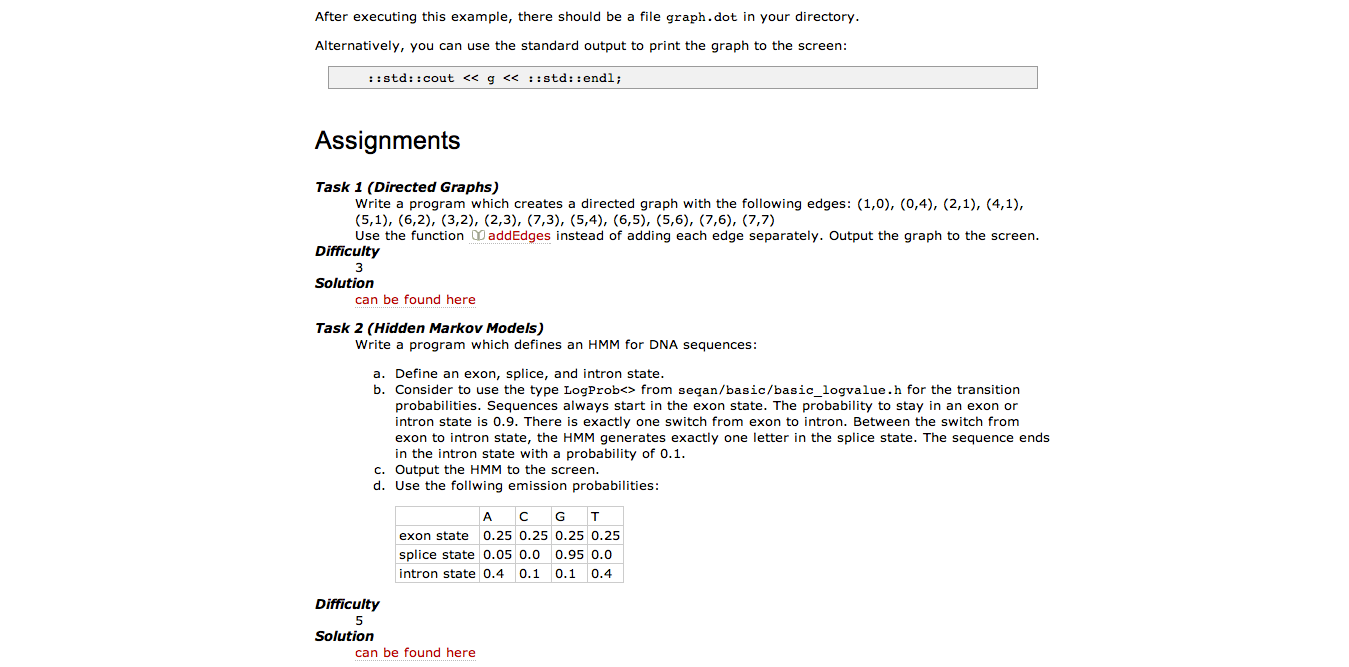 After executing this example, there should be a file graph.dot in your directory.
Alternatively, you can use the standard output to print the graph to the screen:
::std::cout << g << ::std::endl;
Assignments
Task 1 (Directed Graphs)
Write a program which creates a directed graph with the following edges: (1,0), (0,4), (2,1), (4,1),
(5,1), (6,2), (3,2), (2,3), (7,3), (5,4), (6,5), (5,6), (7,6), (7,7)
Use the function addEdges instead of adding each edge separately. Output the graph to the screen.
Difficulty
3
Solution
can be found here
Task 2 (Hidden Markov Models)
Write a program which defines an HMM for DNA sequences:
a. Define an exon, splice, and intron state.
b. Consider to use the type LogProb<> from seqan/basic/basic_logvalue.h for the transition
probabilities. Sequences always start in the exon state. The probability to stay in an exon or
intron state is 0.9. There is exactly one switch from exon to intron. Between the switch from
exon to intron state, the HMM generates exactly one letter in the splice state. The sequence ends
in the intron state with a probability of 0.1.
c. Output the HMM to the screen.
d. Use the follwing emission probabilities:
A C G T
exon state 0.25 0.25 0.25 0.25
splice state 0.05 0.0 0.95 0.0
intron state 0.4 0.1 0.1 0.4
Difficulty
5
Solution
can be found here